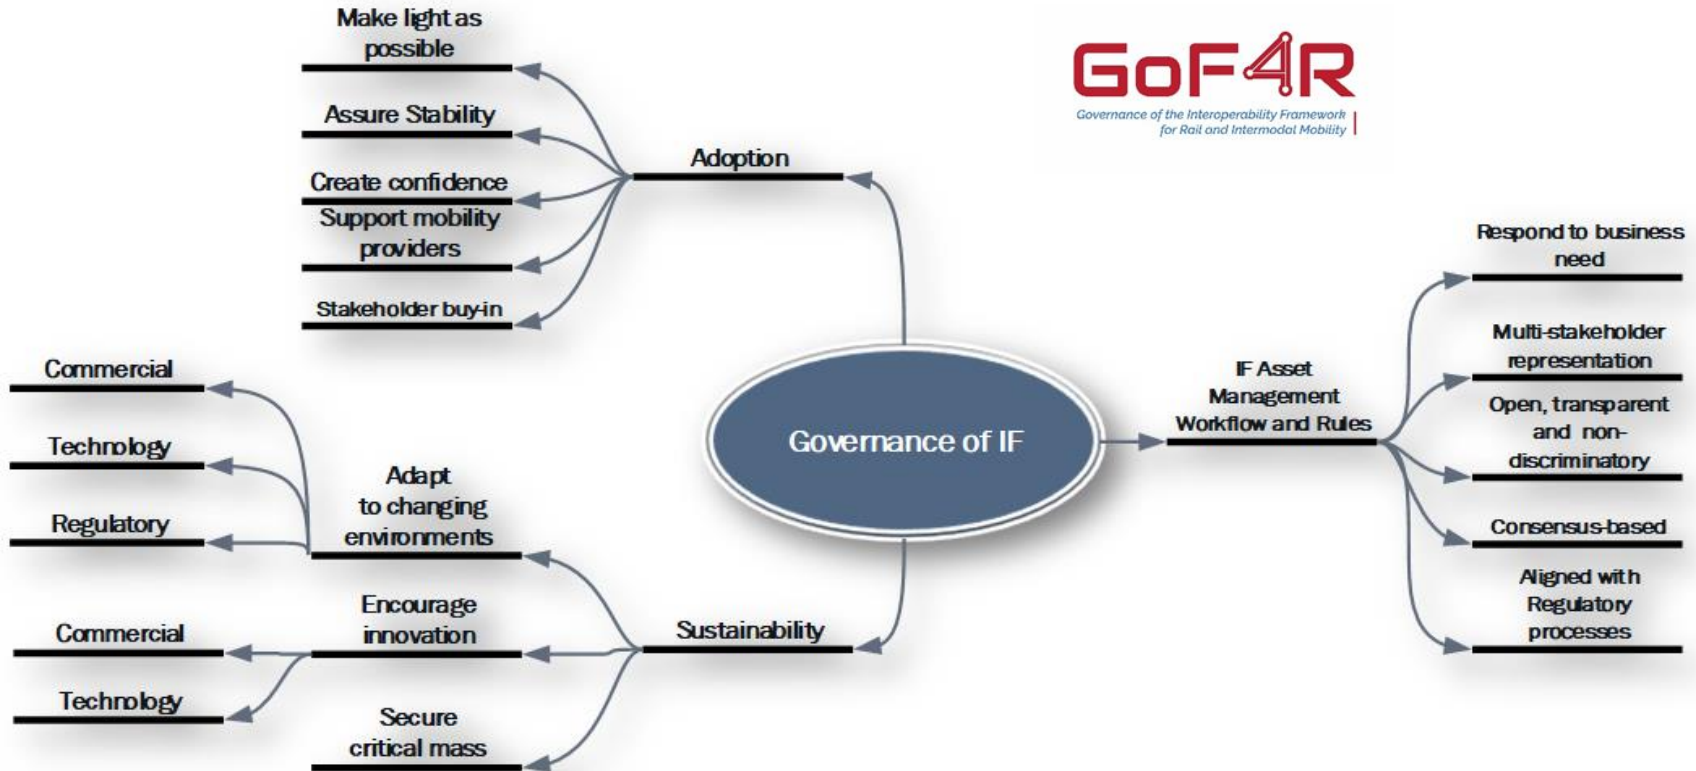 Make light as
possible
Assure Stability
Create confidence
Support mobility
providers
Stakeholder buy-in
Adoption
GoF4R
Governance of the Interoperability Framework
for Rail and Intermodal Mobility
Commercial
Technology
Regulatory
Adapt
to changing
environments
Commercial
Technology
Encourage
innovation
Secure
critical mass
Sustainability
Governance of IF
IF Asset
Management
Workflow and Rules
Respond to business
need
Multi-stakeholder
representation
Open, transparent
and non-
discriminatory
Consensus-based
Aligned with
Regulatory
processes